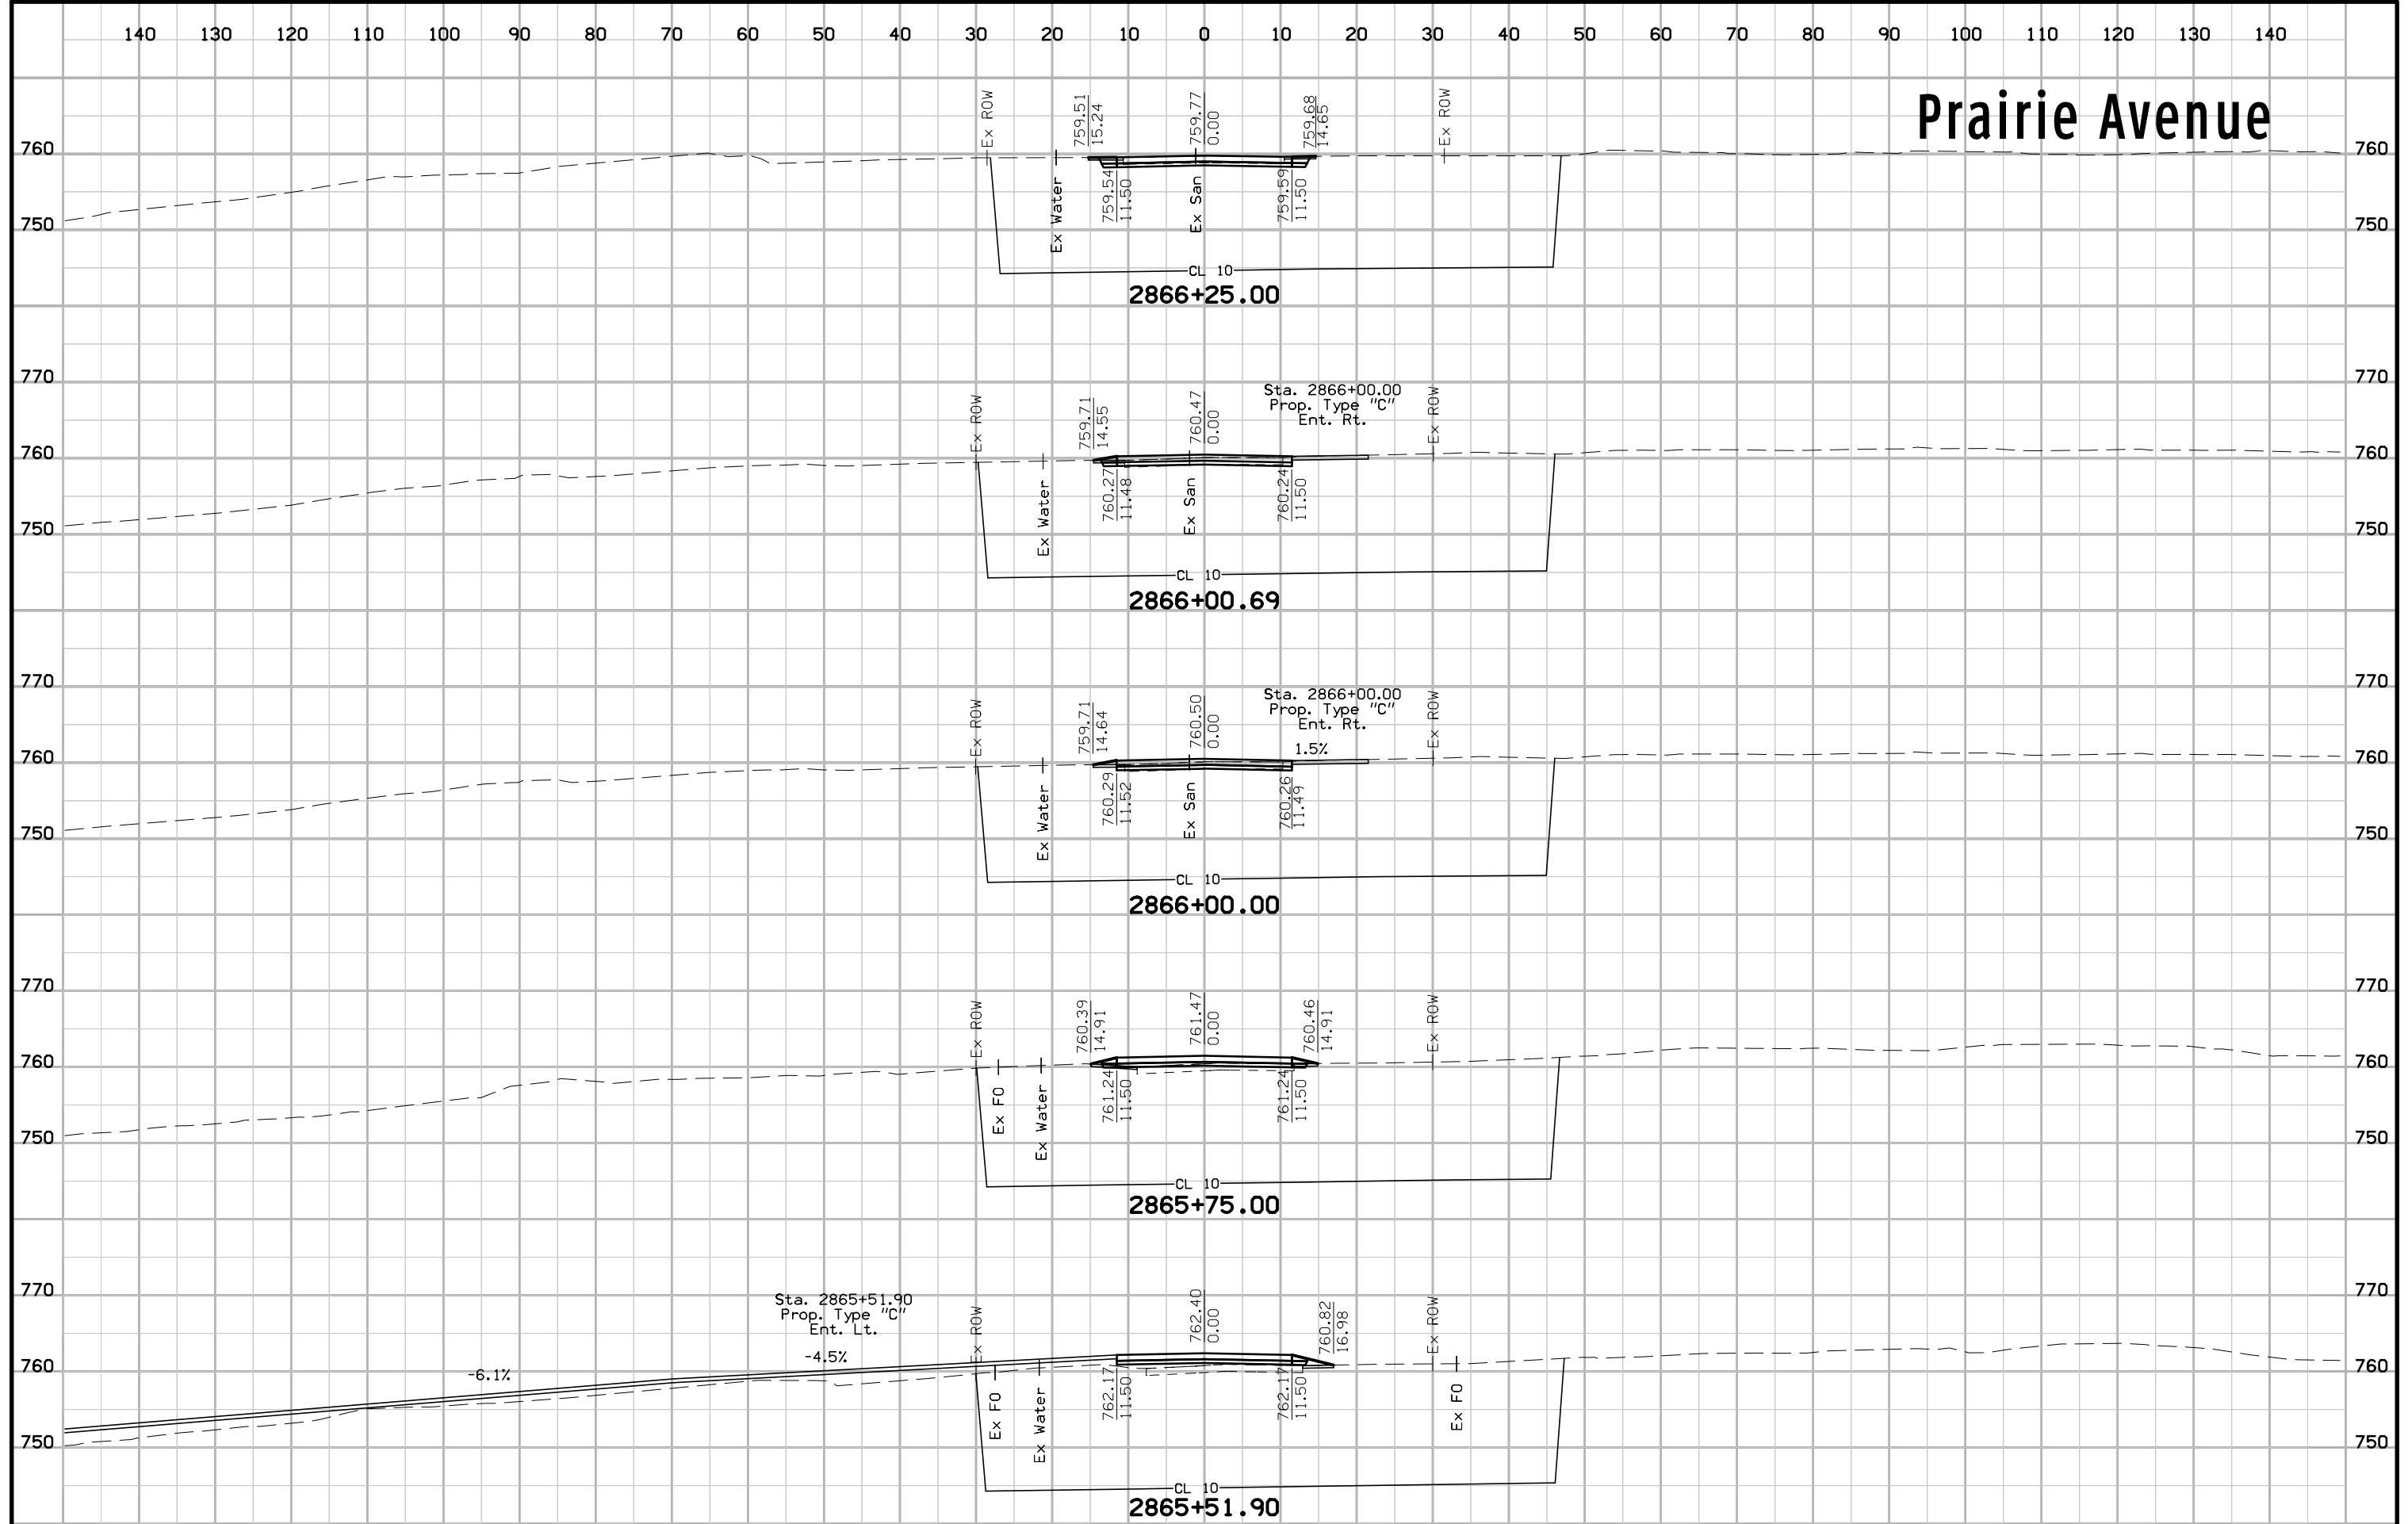 140 130 120 110 100 90 80 70 60 50 40 30 20 10 0 10 20 30 40 50 60 70 80 90 100 110 120 130 140
Prairie Avenue
Ex ROW
759.51
15.24
759.77
0.00
759.68
14.65
Ex ROW
760 760
Ex Water
759.54
11.50
Ex San
759.59
11.50
750 750
CL 10
2866+25.00
770 770
Sta. 2866+00.00
Prop. Type "C"
Ent. Rt.
Ex ROW
759.71
14.55
760.47
0.00
Ex ROW
760 760
Ex Water
760.27
11.48
Ex San
760.24
11.50
750 750
CL 10
2866+00.69
770 770
Sta. 2866+00.00
Prop. Type "C"
Ent. Rt.
Ex ROW
759.71
14.64
760.50
0.00
1.5%
Ex ROW
760 760
Ex Water
760.29
11.52
Ex San
760.26
11.49
750 750
CL 10
2866+00.00
770 770
Ex ROW
760.39
14.91
761.47
0.00
760.46
14.91
Ex ROW
760 760
Ex FO
Ex Water
761.24
11.50
761.24
11.50
750 750
CL 10
2865+75.00
770 770
Sta. 2865+51.90
Prop. Type "C"
Ent. Lt.
Ex ROW
762.40
0.00
760.82
16.98
Ex ROW
-4.5%
760 760
-6.1%
Ex FO
Ex Water
762.17
11.50
762.17
11.50
Ex FO
750 750
CL 10
2865+51.90